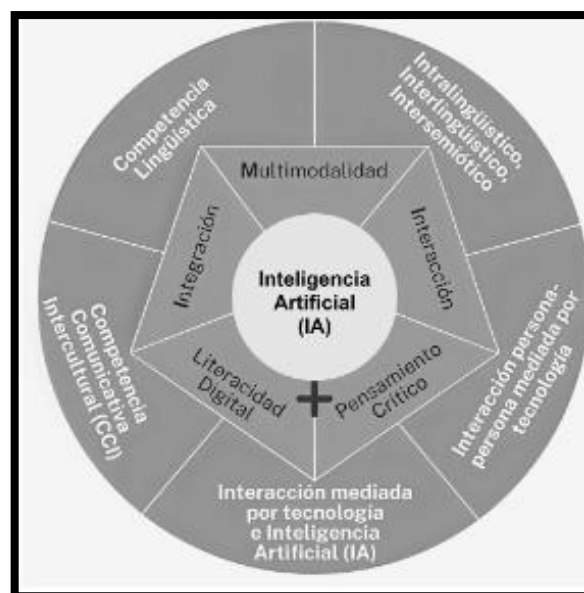 Competencia
Lingüística
Intralingüístico,
Interlingüístico,
Intersemiótico
Multimodalidad
Integración
Interacción
Inteligencia
Artificial
(IA)
Literacidad
Digital
Pensamiento
Crítico
Competencia
Comunicativa
Intercultural (CCI)
Interacción persona-
persona mediada por
tecnología
Interacción mediada
por tecnología
e Inteligencia
Artificial (IA)